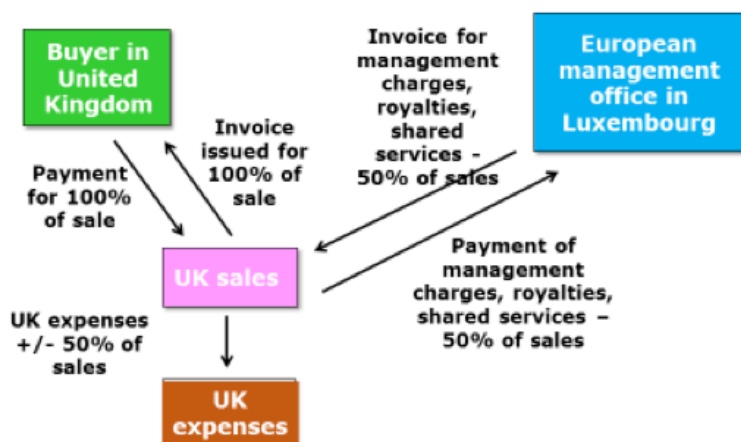 Buyer in
United
Kingdom
Invoice for
management
charges,
royalties,
shared
services –
50% of sales
European
management
office in
Luxembourg
Payment
for 100%
of sale
Invoice
issued for
100% of
sale
UK sales
Payment of
management
charges, royalties,
shared services –
50% of sales
UK expenses
+/- 50% of
sales
UK
expenses